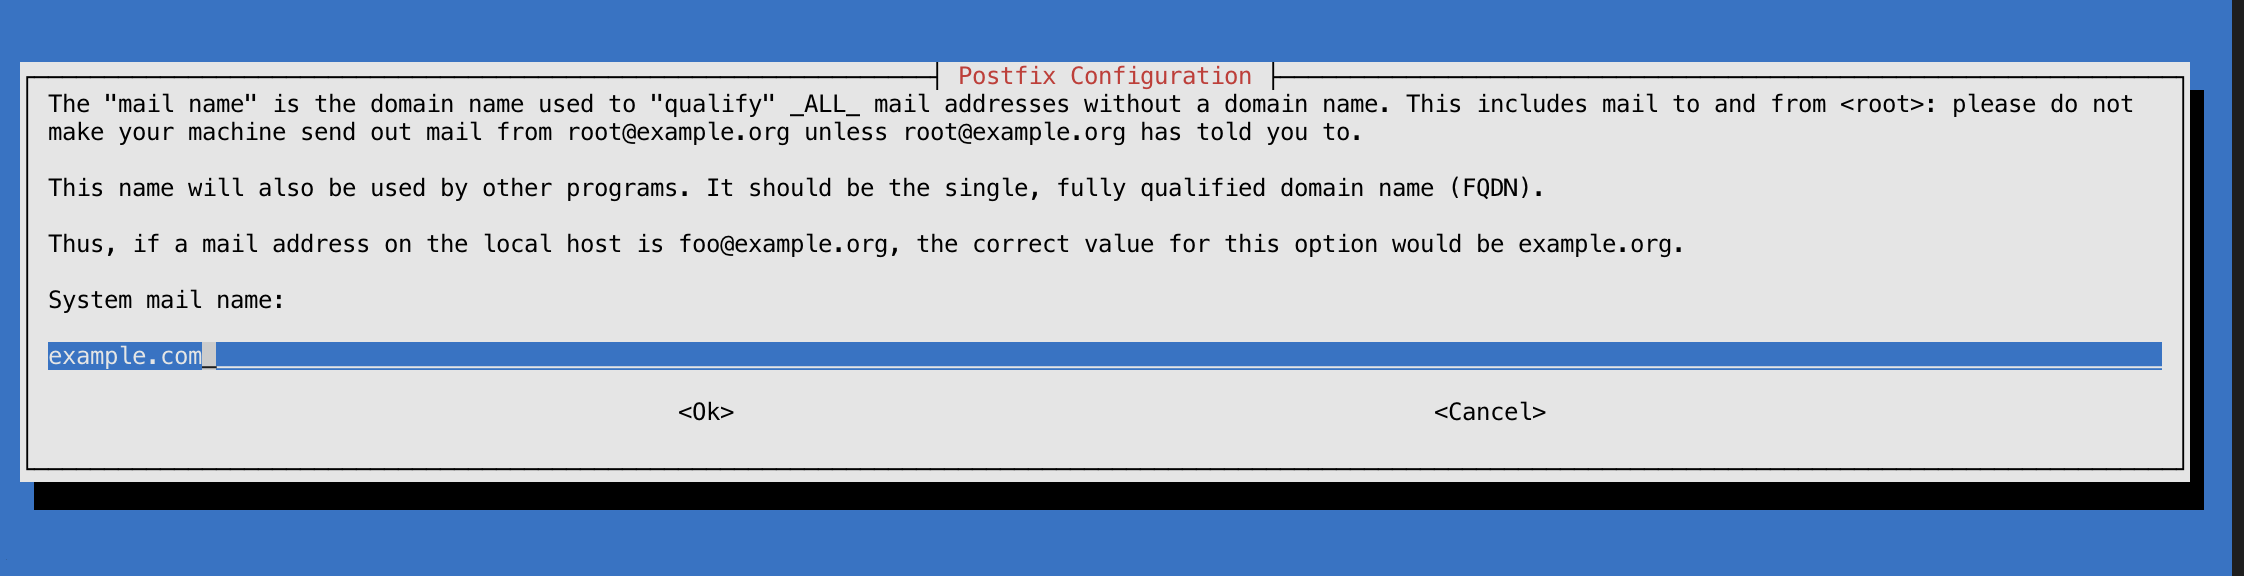 Postfix Configuration
The "mail name" is the domain name used to "qualify" _ALL_ mail addresses without a domain name. This includes mail to and from <root>: please do not
make your machine send out mail from root@example.org unless root@example.org has told you to.
This name will also be used by other programs. It should be the single, fully qualified domain name (FQDN).
Thus, if a mail address on the local host is foo@example.org, the correct value for this option would be example.org.
System mail name:
example.com
<Ok> <Cancel>